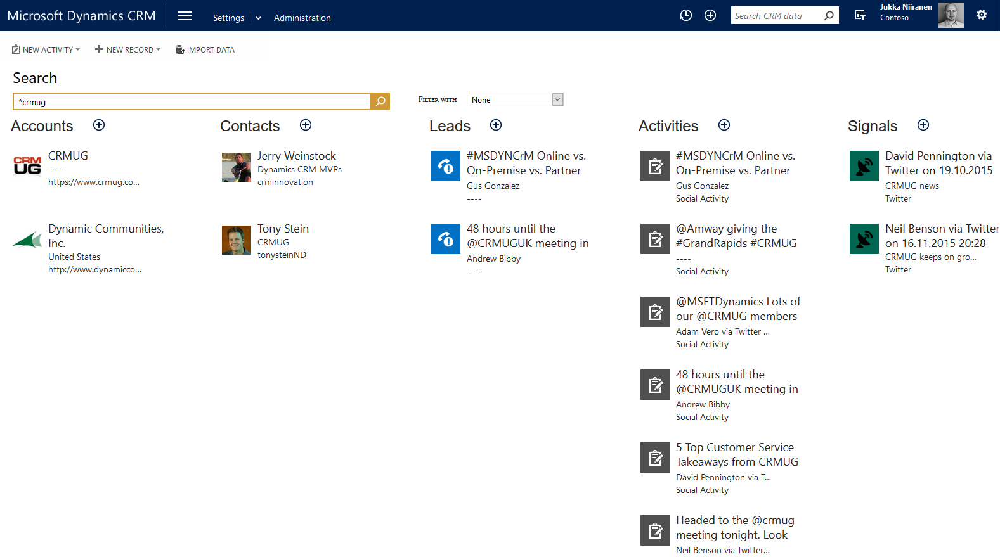 Microsoft Dynamics CRM
Settings
Administration
Search CRM data
Jukka Niiranen
Contoso
NEW ACTIVITY
NEW RECORD
IMPORT DATA
Search
*crmug
Filter with
None
Accounts
CRM
UG
CRMUG
----
https://www.crmug.co...
Dynamic Communities,
Inc.
United States
http://www.dynamicco...
Contacts
Jerry Weinstock
Dynamics CRM MVPs
crminnovation
Tony Stein
CRMUG
tonysteinND
Leads
#MSDYNCrM Online vs.
On-Premise vs. Partner
Gus Gonzalez
----
48 hours until the
@CRMUGUK meeting in
Andrew Bibby
----
Activities
#MSDYNCrM Online vs.
On-Premise vs. Partner
Gus Gonzalez
Social Activity
@Amway giving the
#GrandRapids #CRMUG
----
Social Activity
@MSFTDynamics Lots of
our @CRMUG members
Adam Vero via Twitter ...
Social Activity
48 hours until the
@CRMUGUK meeting in
Andrew Bibby
Social Activity
5 Top Customer Service
Takeaways from CRMUG
David Pennington via T...
Social Activity
Headed to the @crmug
meeting tonight. Look
Neil Benson via Twitter...
Signals
David Pennington via
Twitter on 19.10.2015
CRMUG news
Twitter
Neil Benson via Twitter
on 16.11.2015 20:28
CRMUG keeps on gro...
Twitter